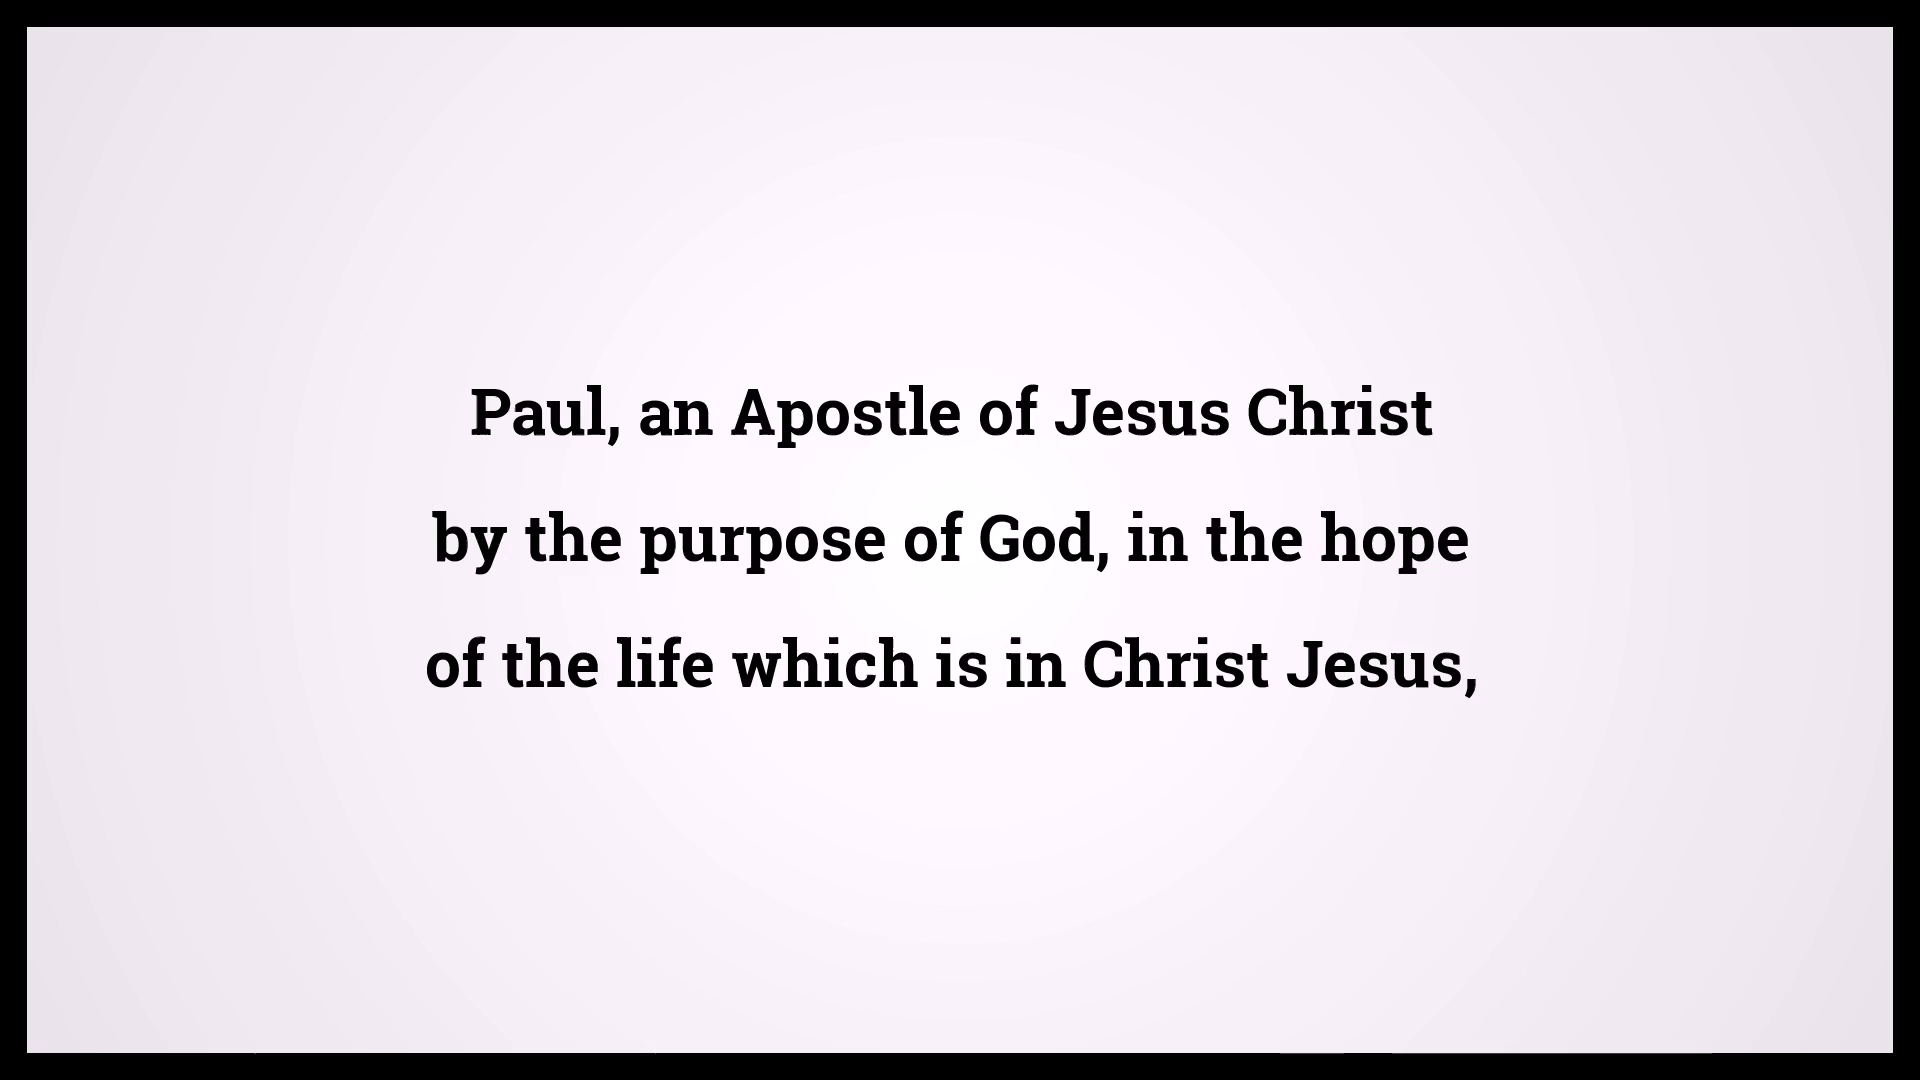 Paul, an Apostle of Jesus Christ
by the purpose of God, in the hope
of the life which is in Christ Jesus,